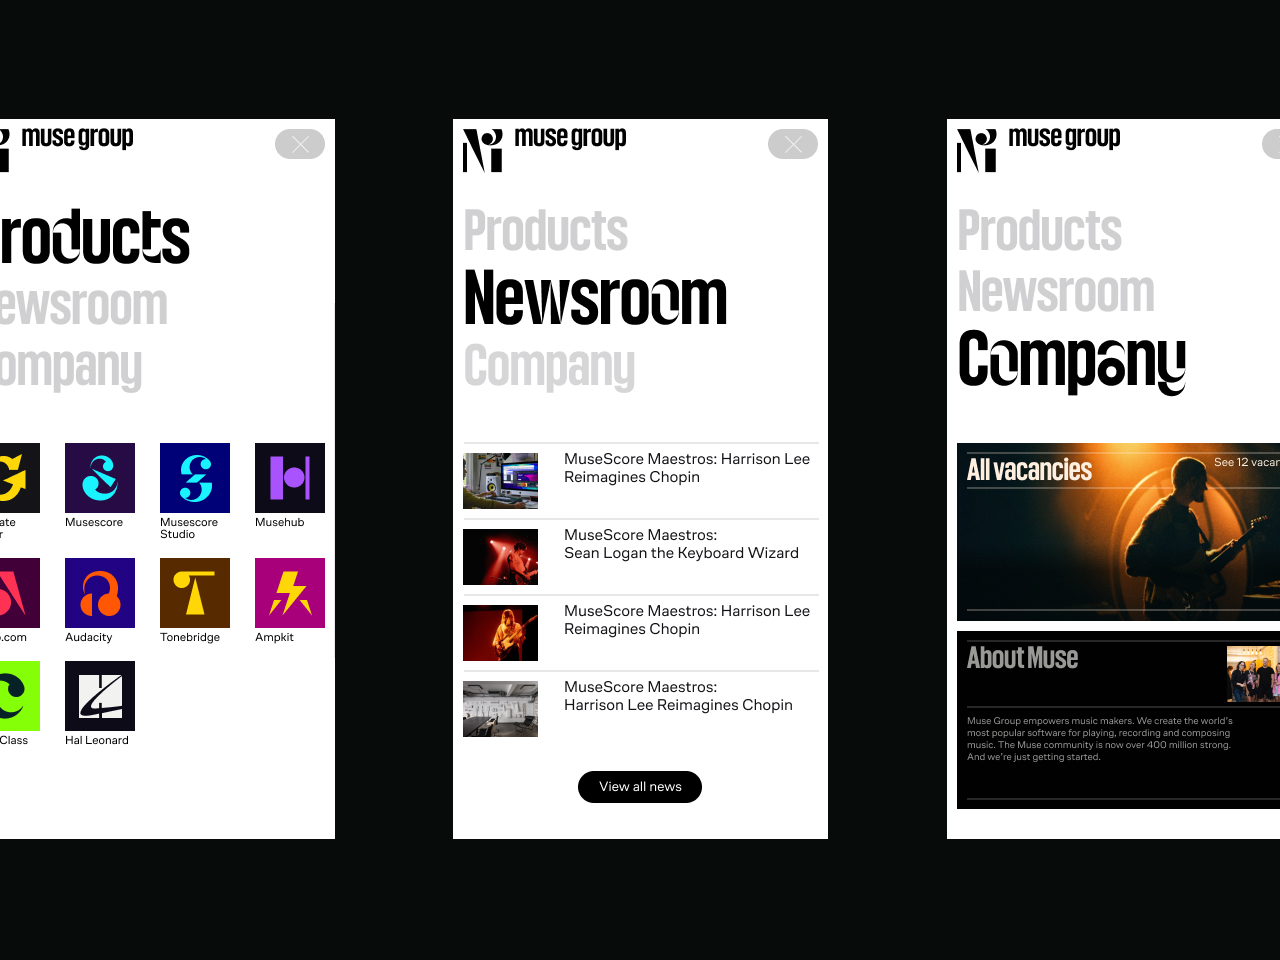 muse group
roducts
ewsroom
ompany
ate
r
Musescore
Musescore
Studio
Musehub
.com
Audacity
Tonebridge
Ampkit
Class
Hal Leonard
muse group
Products
Newsroom
Company
MuseScore Maestros: Harrison Lee
Reimagines Chopin
MuseScore Maestros:
Sean Logan the Keyboard Wizard
MuseScore Maestros: Harrison Lee
Reimagines Chopin
MuseScore Maestros:
Harrison Lee Reimagines Chopin
View all news
muse group
Products
Newsroom
Company
All vacancies
See 12 vacan
About Muse
Muse Group empowers music makers. We create the world's
most popular software for playing, recording and composing
music. The Muse community is now over 400 million strong.
And we're just getting started.